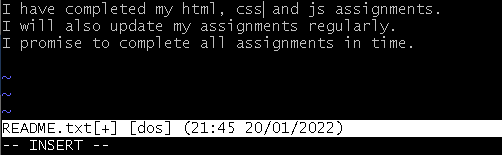 I have completed my html, css and js assignments.
I will also update my assignments regularly.
I promise to complete all assignments in time.
~
~
~
README.txt[+] [dos] (21:45 20/01/2022)
-- INSERT --